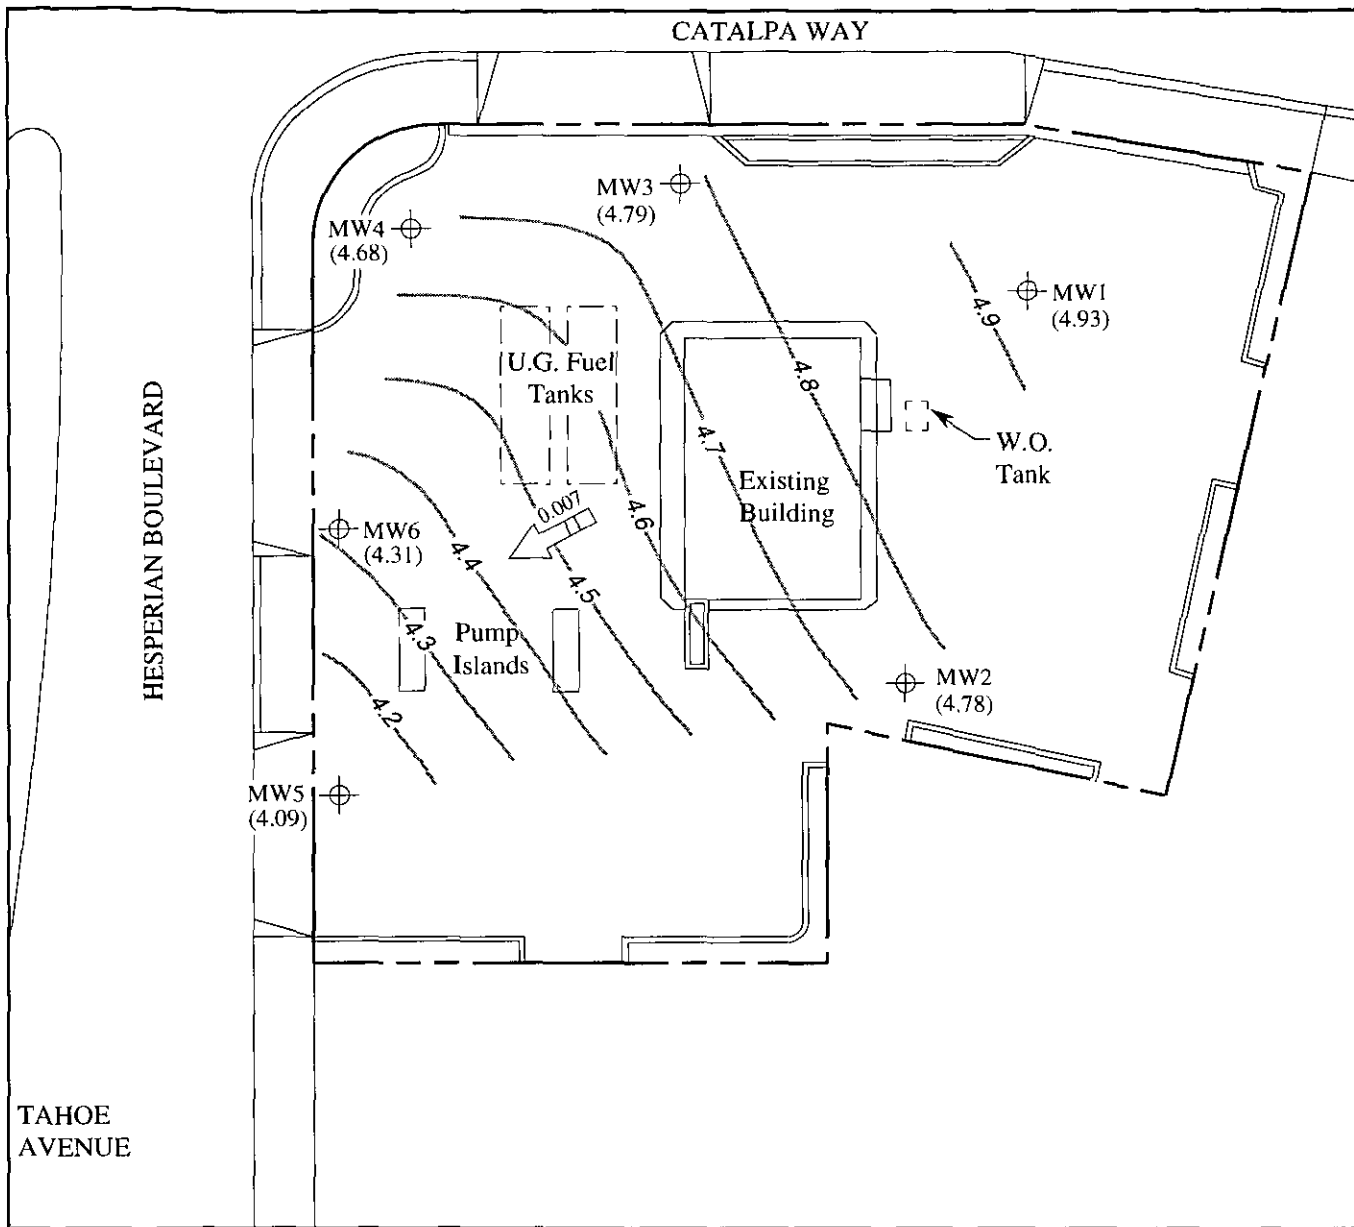 CATALPA WAY
MW3
(4.79)
MW4
(4.68)
MW1
(4.93)
4.9
U.G. Fuel
Tanks
4.8
4.7
W.O.
Tank
Existing
Building
HESPERIAN BOULEVARD
0.007
4.6
MW6
(4.31)
4.4
4.5
4.3
Pump
Islands
MW2
(4.78)
4.2
MW5
(4.09)
TAHOE
AVENUE